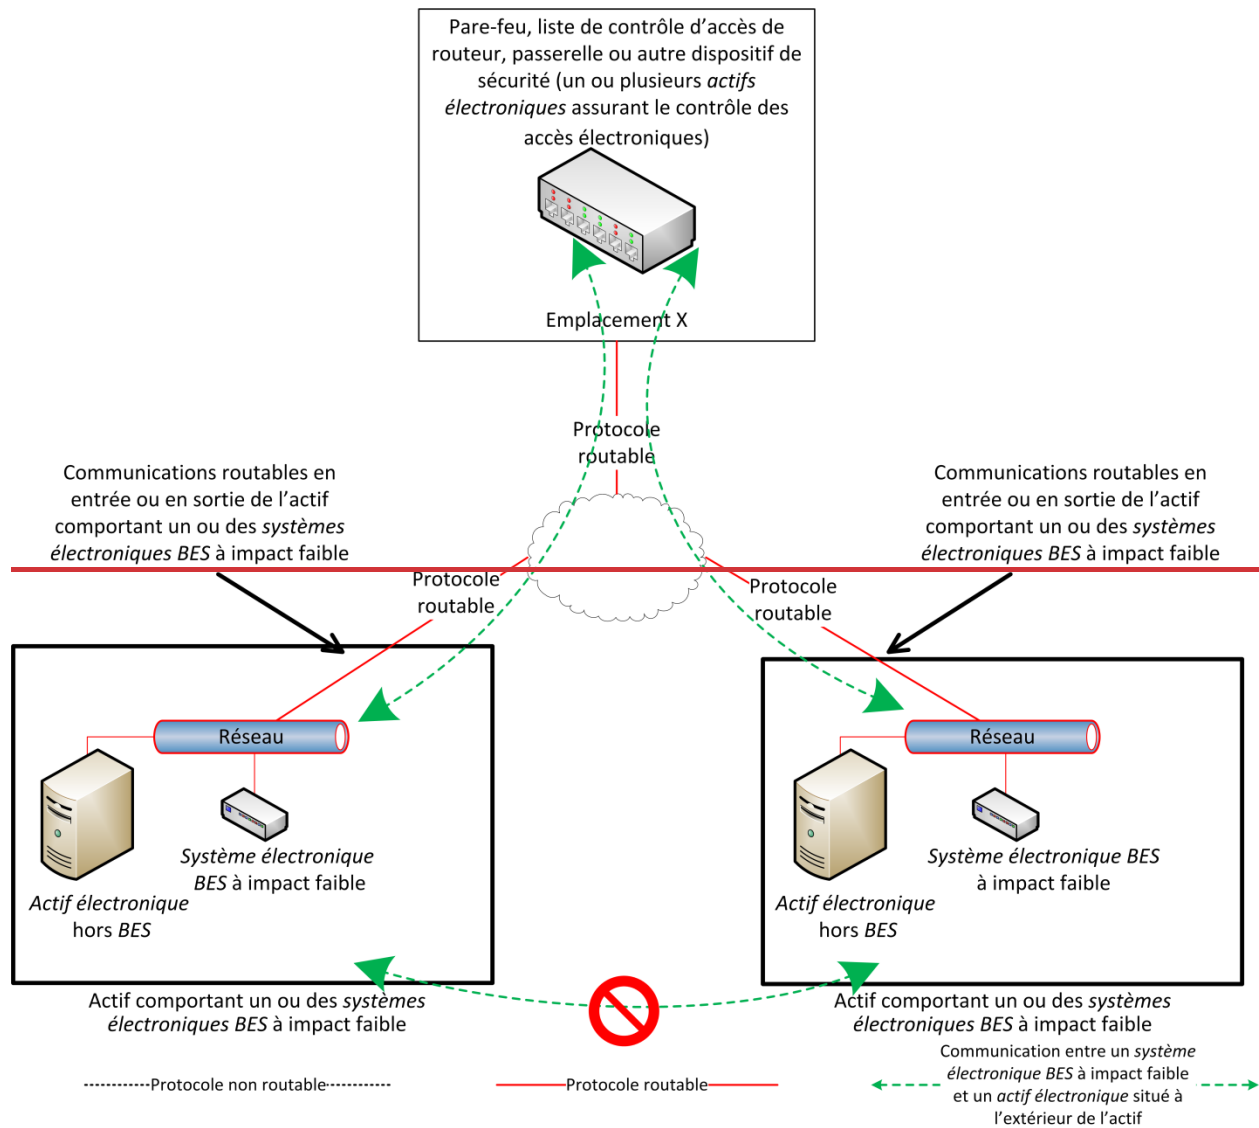 Pare-feu, liste de contrôle d’accès de
routeur, passerelle ou autre dispositif de
sécurité (un ou plusieurs actifs
électroniques assurant le contrôle des
accès électroniques)
Emplacement X
Protocole
routable
Communications routables en
entrée ou en sortie de l’actif
comportant un ou des systèmes
électroniques BES à impact faible
Communications routables en
entrée ou en sortie de l’actif
comportant un ou des systèmes
électroniques BES à impact faible
Protocole
routable
Protocole
routable
Réseau
Système électronique
BES à impact faible
Actif électronique
hors BES
Réseau
Système électronique BES
à impact faible
Actif électronique
hors BES
Actif comportant un ou des systèmes
électroniques BES à impact faible
Actif comportant un ou des systèmes
électroniques BES à impact faible
Protocole non routable
Protocole routable
Communication entre un système
électronique BES à impact faible
et un actif électronique situé à
l’extérieur de l’actif